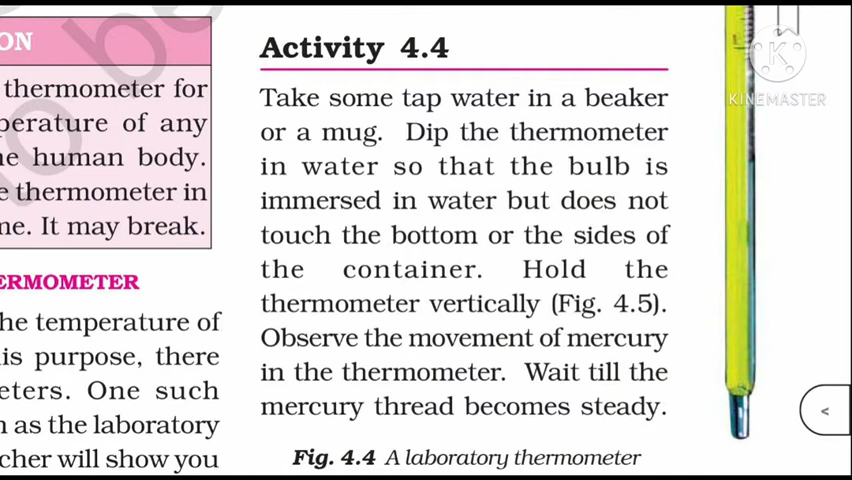 ON
thermometer for
perature of any
human body.
thermometer in
me. It may break.
ERMOMETER
he temperature of
is purpose, there
eters. One such
as the laboratory
cher will show you
Activity 4.4
Take some tap water in a beaker
or a mug. Dip the thermometer
in water so that the bulb is
immersed in water but does not
touch the bottom or the sides of
the container. Hold the
thermometer vertically (Fig. 4.5).
Observe the movement of mercury
in the thermometer. Wait till the
mercury thread becomes steady.
Fig. 4.4 A laboratory thermometer
KINEMASTER